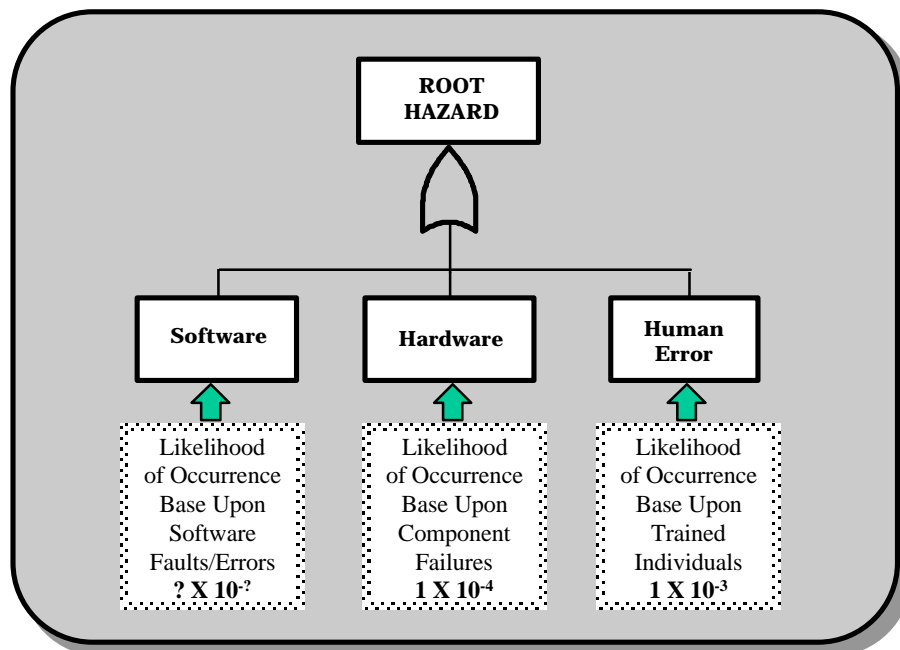 ROOT
HAZARD
Software
Hardware
Human
Error
Likelihood
of Occurrence
Base Upon
Software
Faults/Errors
? X 10-?
Likelihood
of Occurrence
Base Upon
Component
Failures
1 X 10-4
Likelihood
of Occurrence
Base Upon
Trained
Individuals
1 X 10-3